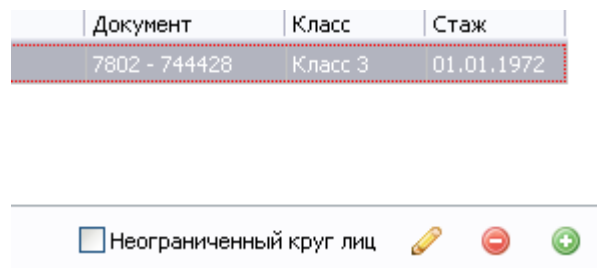 Документ Класс Стаж
7802 - 744428 Класс 3 01.01.1972
Неограниченный круг лиц